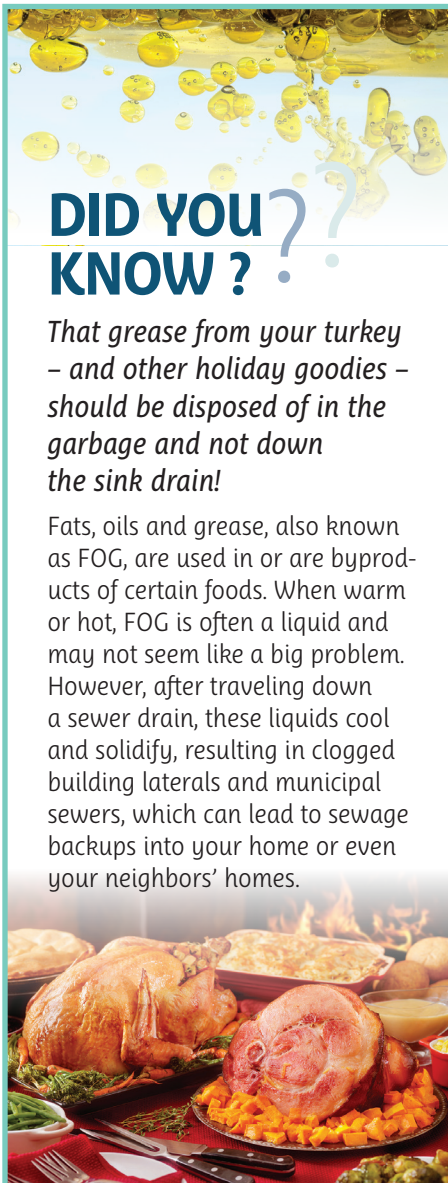 DID YOU ??
KNOW ?
That grease from your turkey
– and other holiday goodies –
should be disposed of in the
garbage and not down
the sink drain!
Fats, oils and grease, also known
as FOG, are used in or are byprod-
ucts of certain foods. When warm
or hot, FOG is often a liquid and
may not seem like a big problem.
However, after traveling down
a sewer drain, these liquids cool
and solidify, resulting in clogged
building laterals and municipal
sewers, which can lead to sewage
backups into your home or even
your neighbors’ homes.